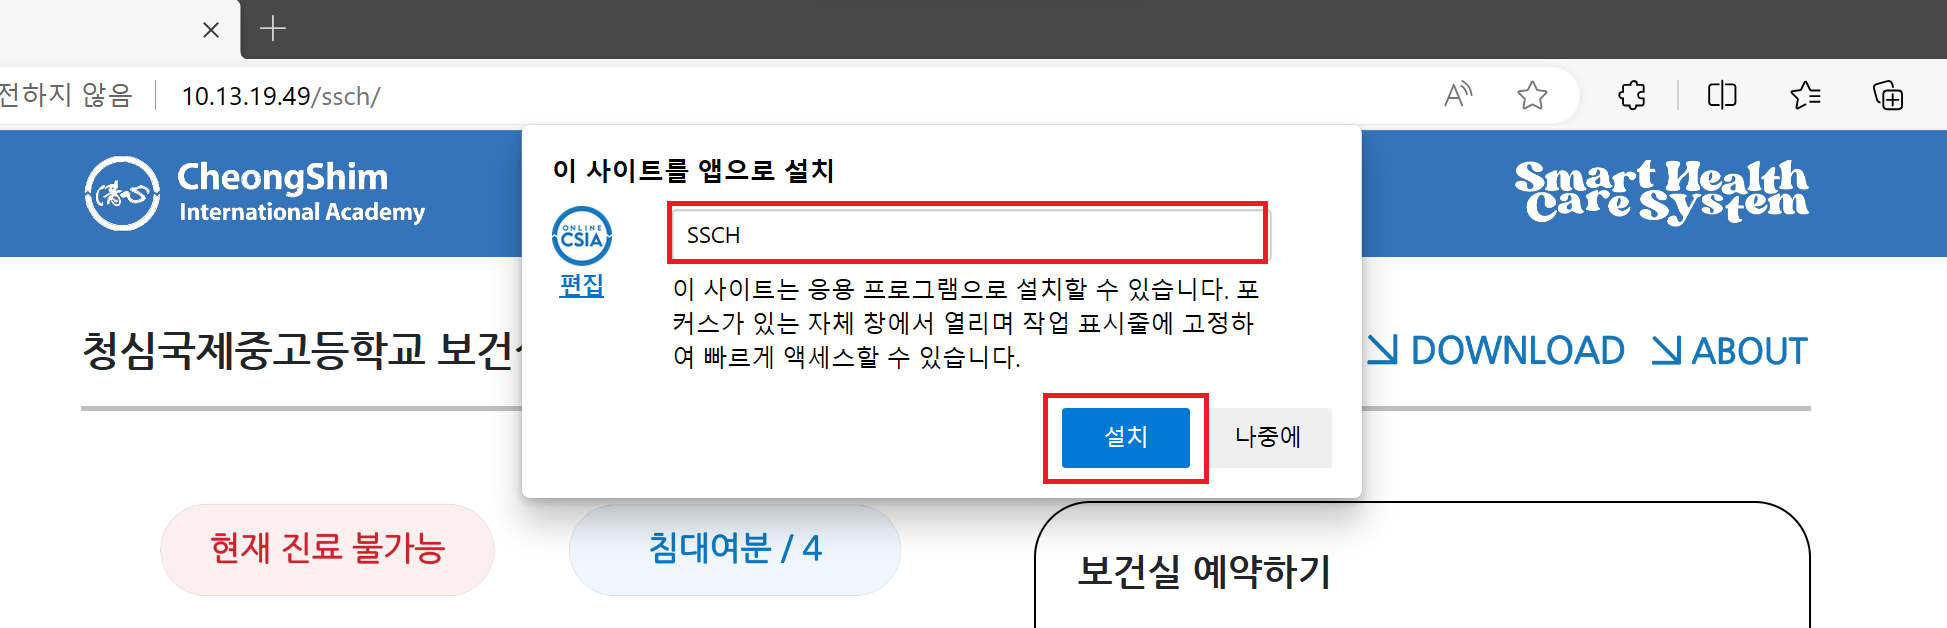 전하지 않음 10.13.19.49/ssch/
CheongShim
International Academy
Smart Health
Care System
이 사이트를 앱으로 설치
ONLINE
CSIA
편집
SSCH
이 사이트는 응용 프로그램으로 설치할 수 있습니다. 포
커스가 있는 자체 창에서 열리며 작업 표시줄에 고정하
여 빠르게 액세스할 수 있습니다.
설치 나중에
청심국제중고등학교 보건
DOWNLOAD ABOUT
현재 진료 불가능
침대여분 / 4
보건실 예약하기